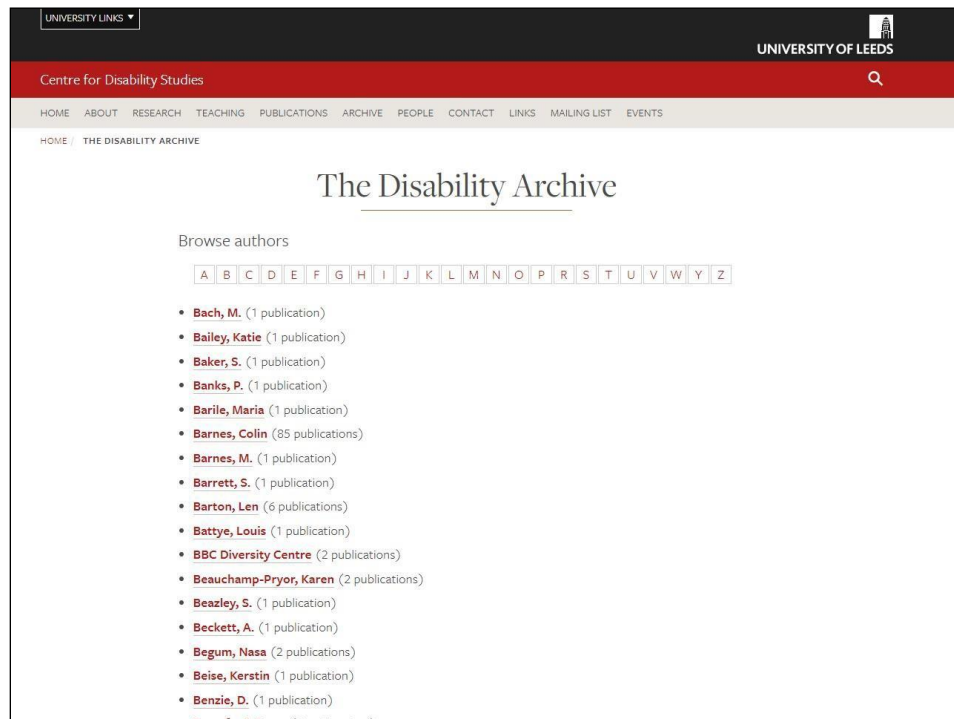 UNIVERSITY LINKS ▼
UNIVERSITY OF LEEDS
Centre for Disability Studies
HOME ABOUT RESEARCH TEACHING PUBLICATIONS ARCHIVE PEOPLE CONTACT LINKS MAILING LIST EVENTS
HOME / THE DISABILITY ARCHIVE
The Disability Archive
Browse authors
A B C D E F G H I J K L M N O P R S T U V W Y Z
• Bach, M. (1 publication)
• Bailey, Katie (1 publication)
• Baker, S. (1 publication)
• Banks, P. (1 publication)
• Barile, Maria (1 publication)
• Barnes, Colin (85 publications)
• Barnes, M. (1 publication)
• Barrett, S. (1 publication)
• Barton, Len (6 publications)
• Battye, Louis (1 publication)
• BBC Diversity Centre (2 publications)
• Beauchamp-Pryor, Karen (2 publications)
• Beazley, S. (1 publication)
• Beckett, A. (1 publication)
• Begum, Nasa (2 publications)
• Beise, Kerstin (1 publication)
• Benzie, D. (1 publication)